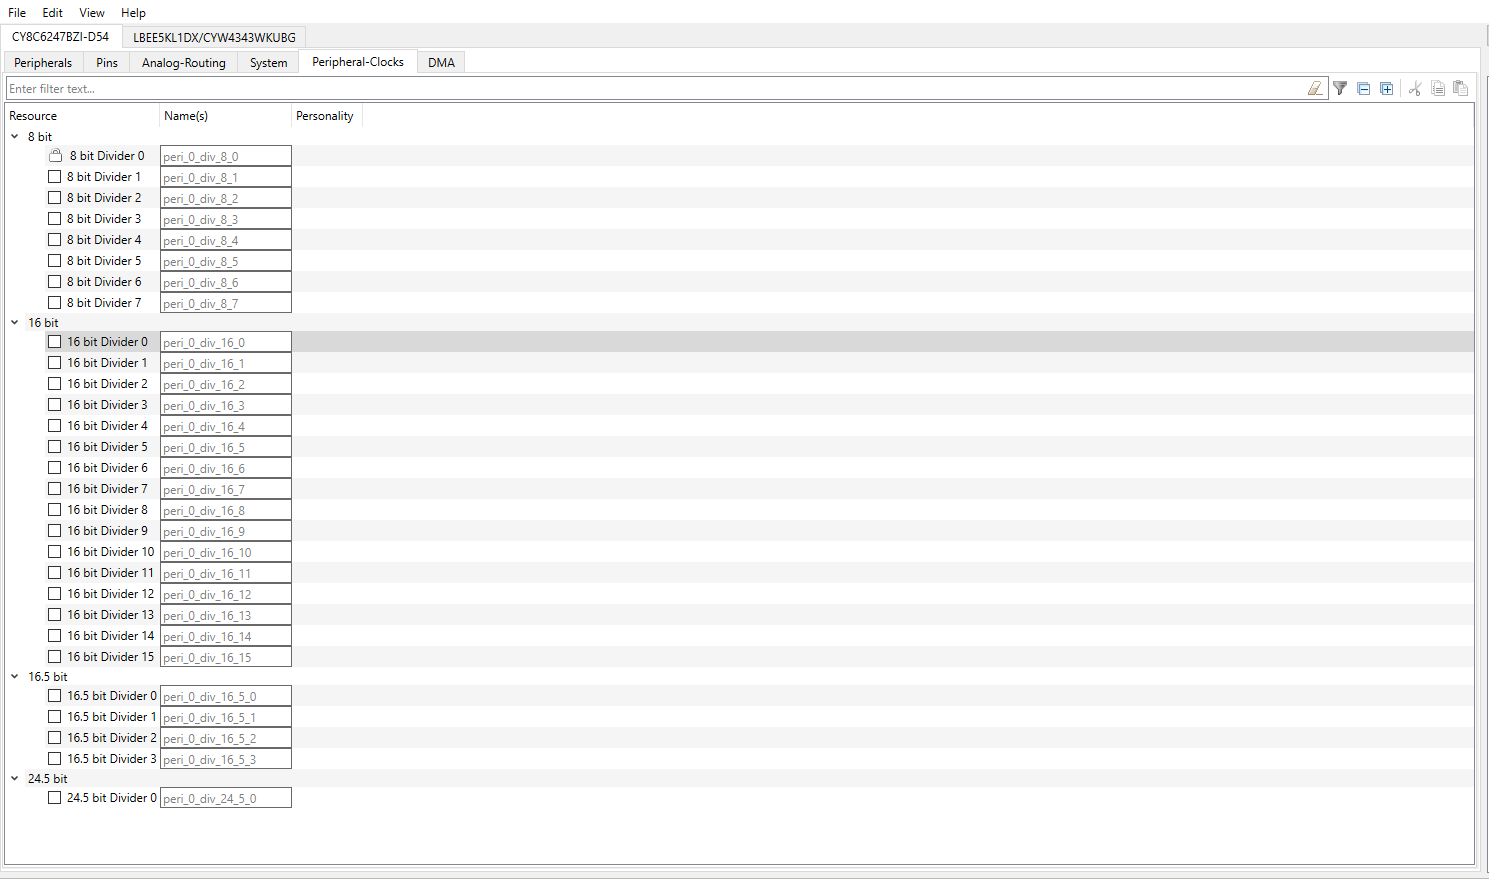 File Edit View Help
CY8C6247BZI-D54 LBEE5KL1DX/CYW4343WKUBG
Peripherals Pins Analog-Routing System Peripheral-Clocks DMA
Enter filter text...
Resource Name(s) Personality
8 bit
8 bit Divider 0 peri_0_div_8_0
8 bit Divider 1 peri_0_div_8_1
8 bit Divider 2 peri_0_div_8_2
8 bit Divider 3 peri_0_div_8_3
8 bit Divider 4 peri_0_div_8_4
8 bit Divider 5 peri_0_div_8_5
8 bit Divider 6 peri_0_div_8_6
8 bit Divider 7 peri_0_div_8_7
16 bit
16 bit Divider 0 peri_0_div_16_0
16 bit Divider 1 peri_0_div_16_1
16 bit Divider 2 peri_0_div_16_2
16 bit Divider 3 peri_0_div_16_3
16 bit Divider 4 peri_0_div_16_4
16 bit Divider 5 peri_0_div_16_5
16 bit Divider 6 peri_0_div_16_6
16 bit Divider 7 peri_0_div_16_7
16 bit Divider 8 peri_0_div_16_8
16 bit Divider 9 peri_0_div_16_9
16 bit Divider 10 peri_0_div_16_10
16 bit Divider 11 peri_0_div_16_11
16 bit Divider 12 peri_0_div_16_12
16 bit Divider 13 peri_0_div_16_13
16 bit Divider 14 peri_0_div_16_14
16 bit Divider 15 peri_0_div_16_15
16.5 bit
16.5 bit Divider 0 peri_0_div_16_5_0
16.5 bit Divider 1 peri_0_div_16_5_1
16.5 bit Divider 2 peri_0_div_16_5_2
16.5 bit Divider 3 peri_0_div_16_5_3
24.5 bit
24.5 bit Divider 0 peri_0_div_24_5_0